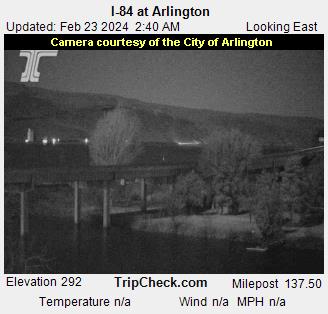 I-84 at Arlington
Updated: Feb 23 2024 2:40 AM Looking East
Camera courtesy of the City of Arlington
Elevation 292 TripCheck.com Milepost 137.50
Temperature n/a Wind n/a MPH n/a